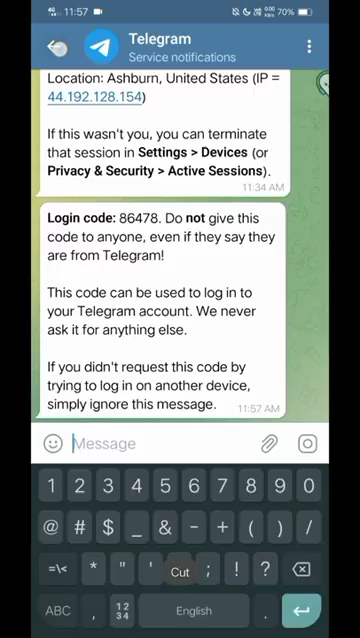 4G 11:57 0.00 KB/s 70%
Telegram
Service notifications
Location: Ashburn, United States (IP =
44.192.128.154)
If this wasn't you, you can terminate
that session in Settings > Devices (or
Privacy & Security > Active Sessions).
11:34 AM
Login code: 86478. Do not give this
code to anyone, even if they say they
are from Telegram!
This code can be used to log in to
your Telegram account. We never
ask it for anything else.
If you didn't request this code by
trying to log in on another device,
simply ignore this message. 11:57 AM
Message
1 2 3 4 5 6 7 8 9 0
@ # $ _ & - + ( ) /
=\< * " ' Cut ; ! ?
ABC , 12 34 English .